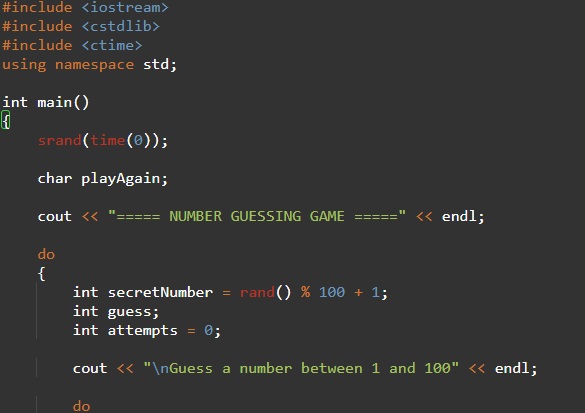 #include <iostream>
#include <cstdlib>
#include <ctime>
using namespace std;
int main()
{
srand(time(0));
char playAgain;
cout << "===== NUMBER GUESSING GAME =====" << endl;
do
{
int secretNumber = rand() % 100 + 1;
int guess;
int attempts = 0;
cout << "\nGuess a number between 1 and 100" << endl;
do